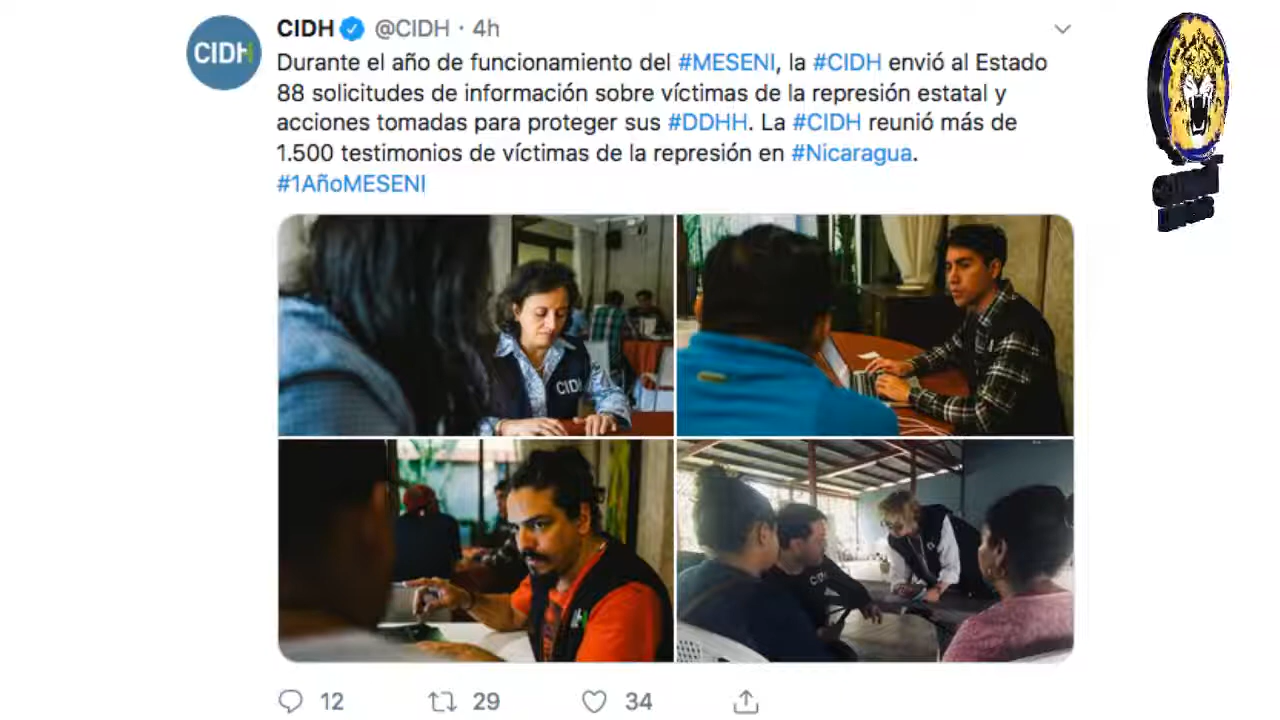 CIDH
CIDH @CIDH · 4h
Durante el año de funcionamiento del #MESENI, la #CIDH envió al Estado
88 solicitudes de información sobre víctimas de la represión estatal y
acciones tomadas para proteger sus #DDHH. La #CIDH reunió más de
1.500 testimonios de víctimas de la represión en #Nicaragua.
#1AñoMESENI
CIDH
12 29 34